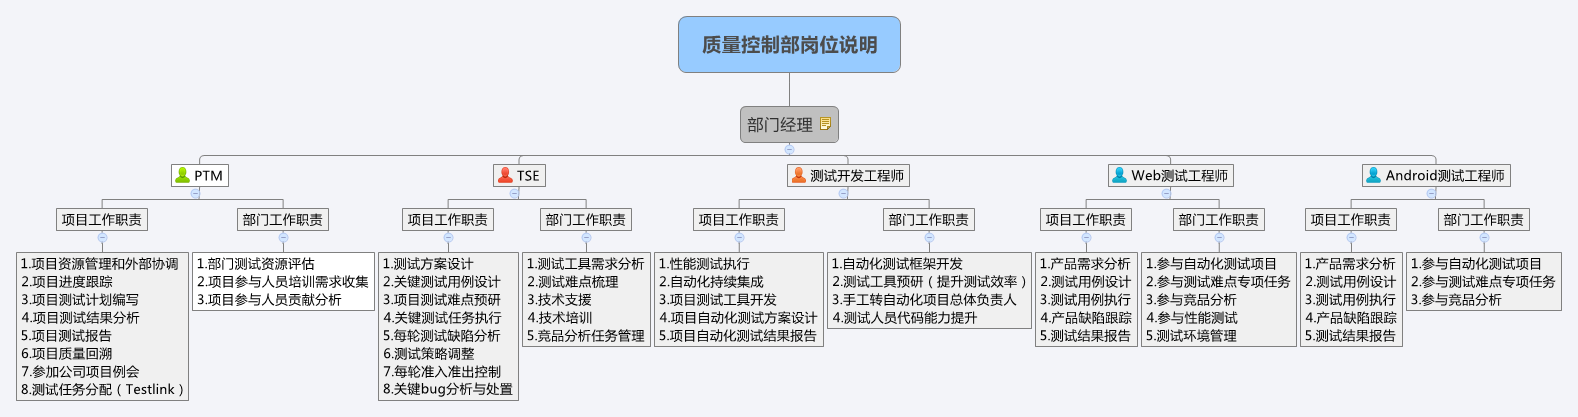 质量控制部岗位说明
部门经理
PTM
TSE
测试开发工程师
Web测试工程师
Android测试工程师
项目工作职责
部门工作职责
项目工作职责
部门工作职责
项目工作职责
部门工作职责
项目工作职责
部门工作职责
项目工作职责
部门工作职责
1.项目资源管理和外部协调
2.项目进度跟踪
3.项目测试计划编写
4.项目测试结果分析
5.项目测试报告
6.项目质量回溯
7.参加公司项目例会
8.测试任务分配（Testlink）
1.部门测试资源评估
2.项目参与人员培训需求收集
3.项目参与人员贡献分析
1.测试方案设计
2.关键测试用例设计
3.项目测试难点预研
4.关键测试任务执行
5.每轮测试缺陷分析
6.测试策略调整
7.每轮准入准出控制
8.关键bug分析与处置
1.测试工具需求分析
2.测试难点梳理
3.技术支援
4.技术培训
5.竞品分析任务管理
1.性能测试执行
2.自动化持续集成
3.项目测试工具开发
4.项目自动化测试方案设计
5.项目自动化测试结果报告
1.自动化测试框架开发
2.测试工具预研（提升测试效率）
3.手工转自动化项目总体负责人
4.测试人员代码能力提升
1.产品需求分析
2.测试用例设计
3.测试用例执行
4.产品缺陷跟踪
5.测试结果报告
1.参与自动化测试项目
2.参与测试难点专项任务
3.参与竞品分析
4.参与性能测试
5.测试环境管理
1.产品需求分析
2.测试用例设计
3.测试用例执行
4.产品缺陷跟踪
5.测试结果报告
1.参与自动化测试项目
2.参与测试难点专项任务
3.参与竞品分析